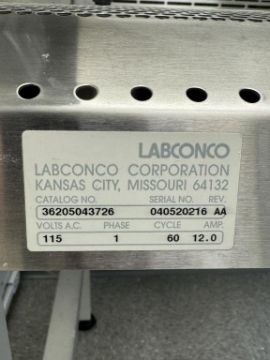 LABCONCO
LABCONCO CORPORATION
KANSAS CITY, MISSOURI 64132
CATALOG NO. SERIAL NO. REV.
36205043726 040520216 AA
VOLTS A.C. PHASE CYCLE AMP.
115 1 60 12.0